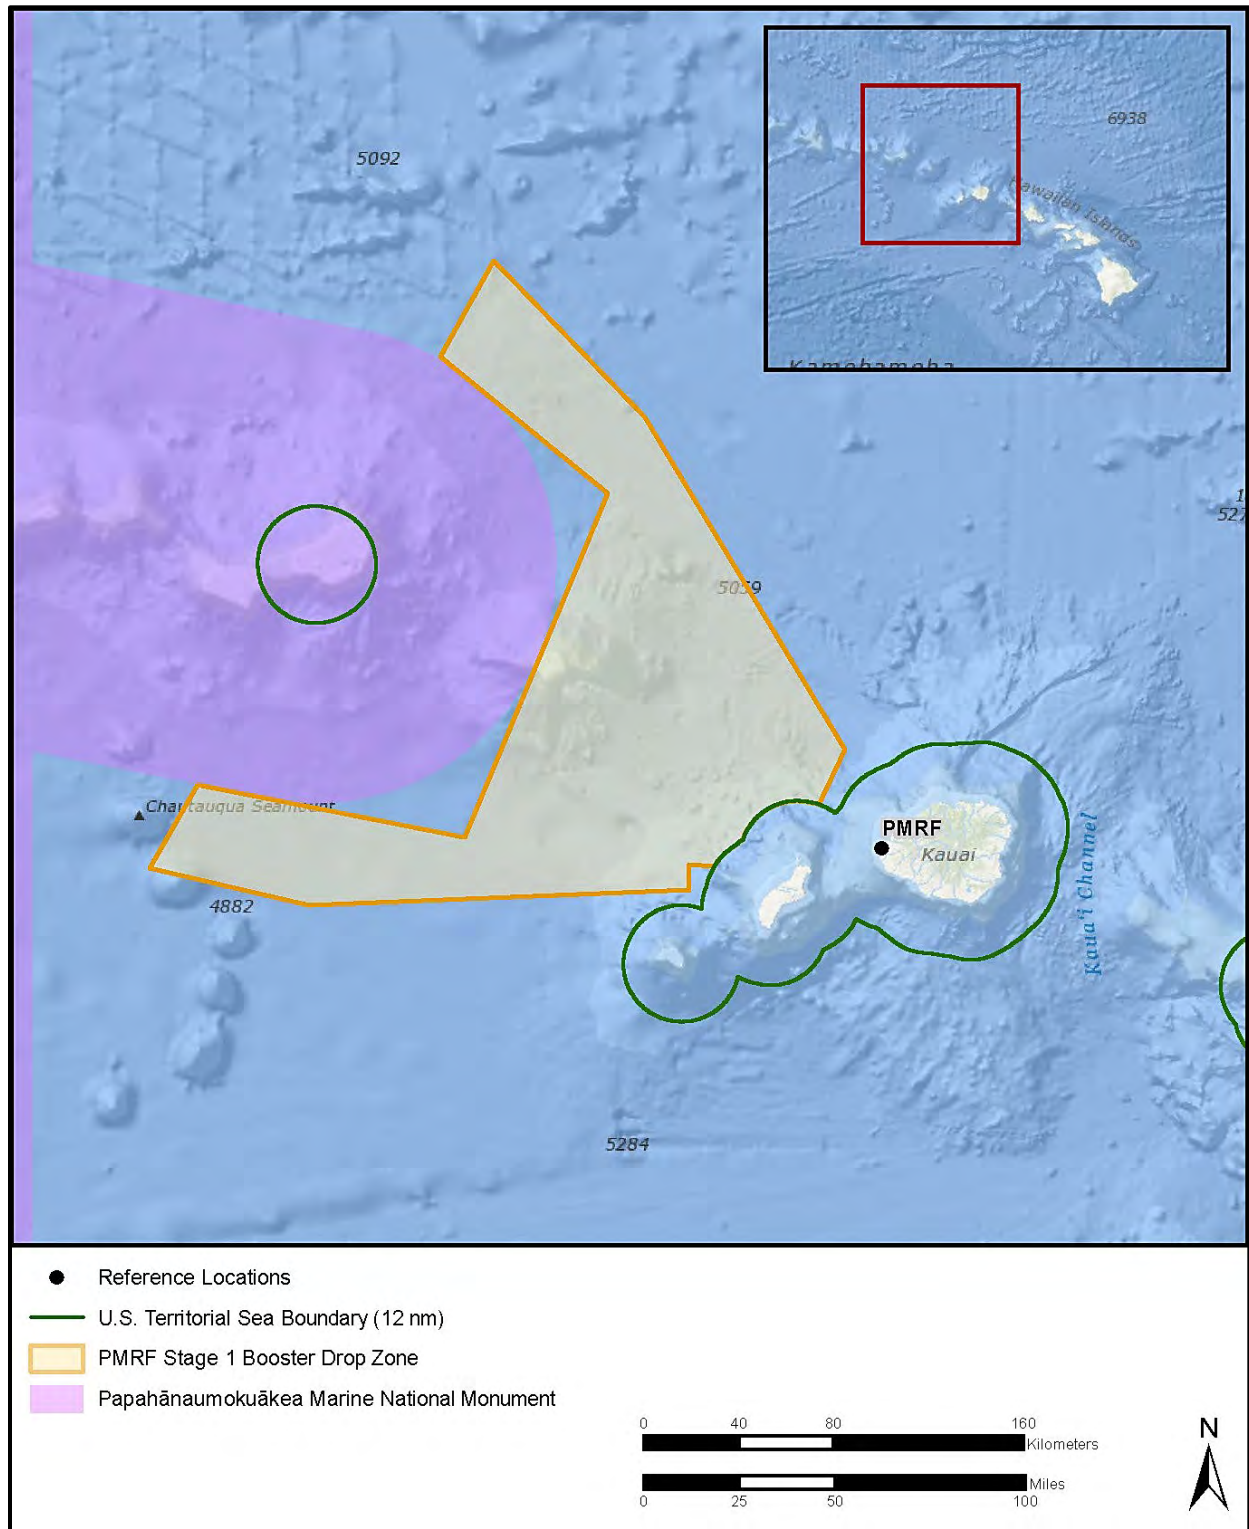 5092
6938
Hawaiian Islands
Kamehameha
5059
Chautauqua Seamount
4882
PMRF
Kauai
Kaua'i Channel
5284
Reference Locations
U.S. Territorial Sea Boundary (12 nm)
PMRF Stage 1 Booster Drop Zone
Papahānaumokuākea Marine National Monument
0 40 80 160
Kilometers
Miles
0 25 50 100
N